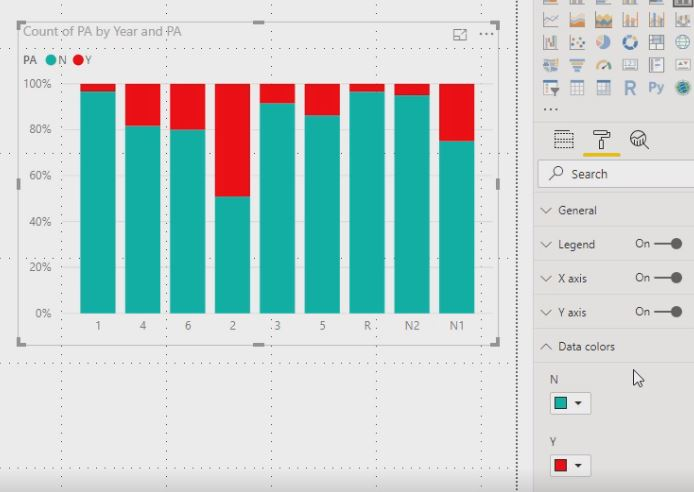 Count of PA by Year and PA
PA N Y
100%
80%
60%
40%
20%
0%
1 4 6 2 3 5 R N2 N1
R Py
Search
General
Legend On
X axis On
Y axis On
Data colors
N
Y